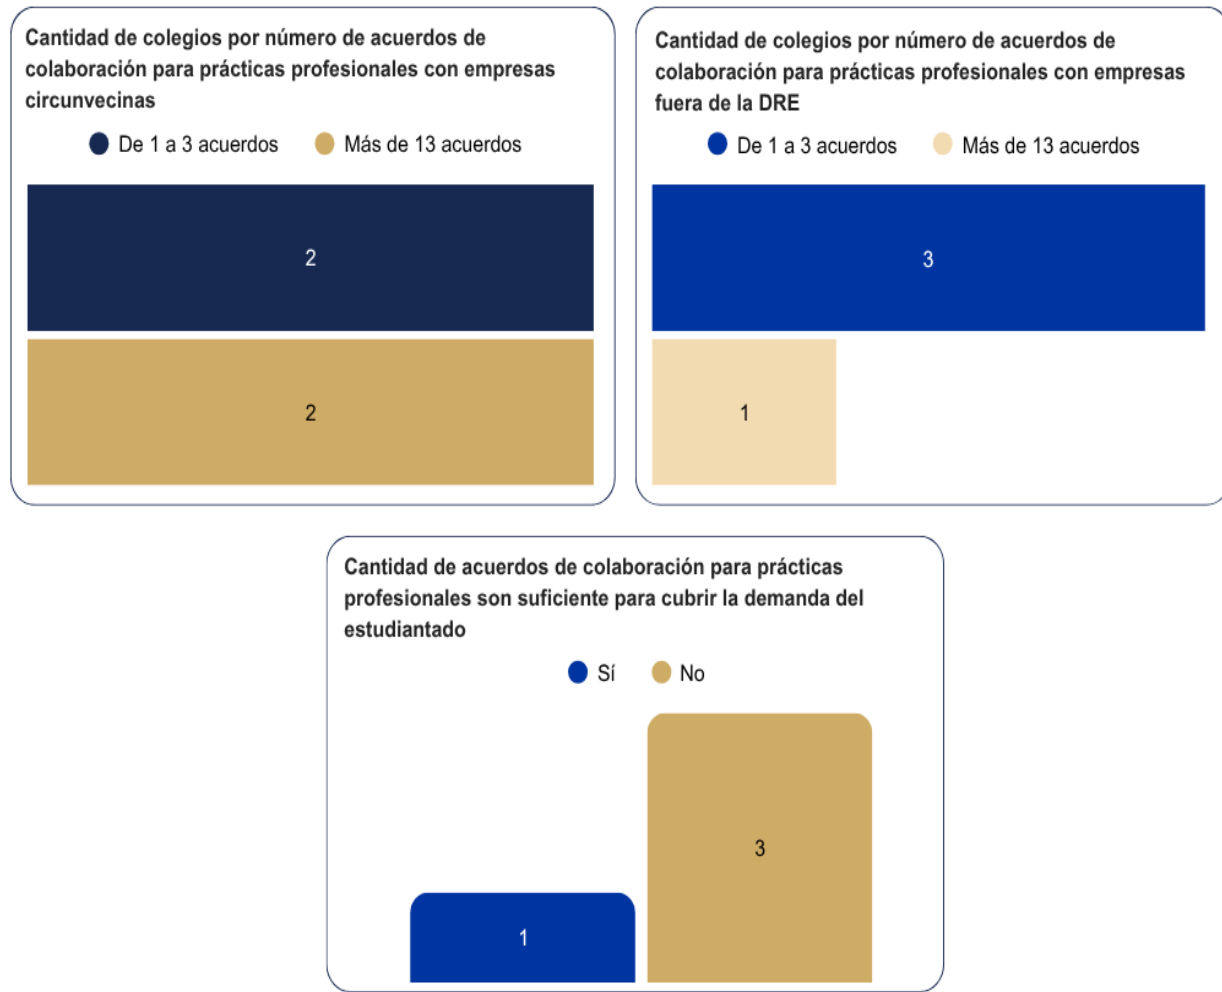 Cantidad de colegios por número de acuerdos de
colaboración para prácticas profesionales con empresas
circunvecinas
De 1 a 3 acuerdos Más de 13 acuerdos
2
2
Cantidad de colegios por número de acuerdos de
colaboración para prácticas profesionales con empresas
fuera de la DRE
De 1 a 3 acuerdos Más de 13 acuerdos
3
1
Cantidad de acuerdos de colaboración para prácticas
profesionales son suficiente para cubrir la demanda del
estudiantado
Sí No
3
1